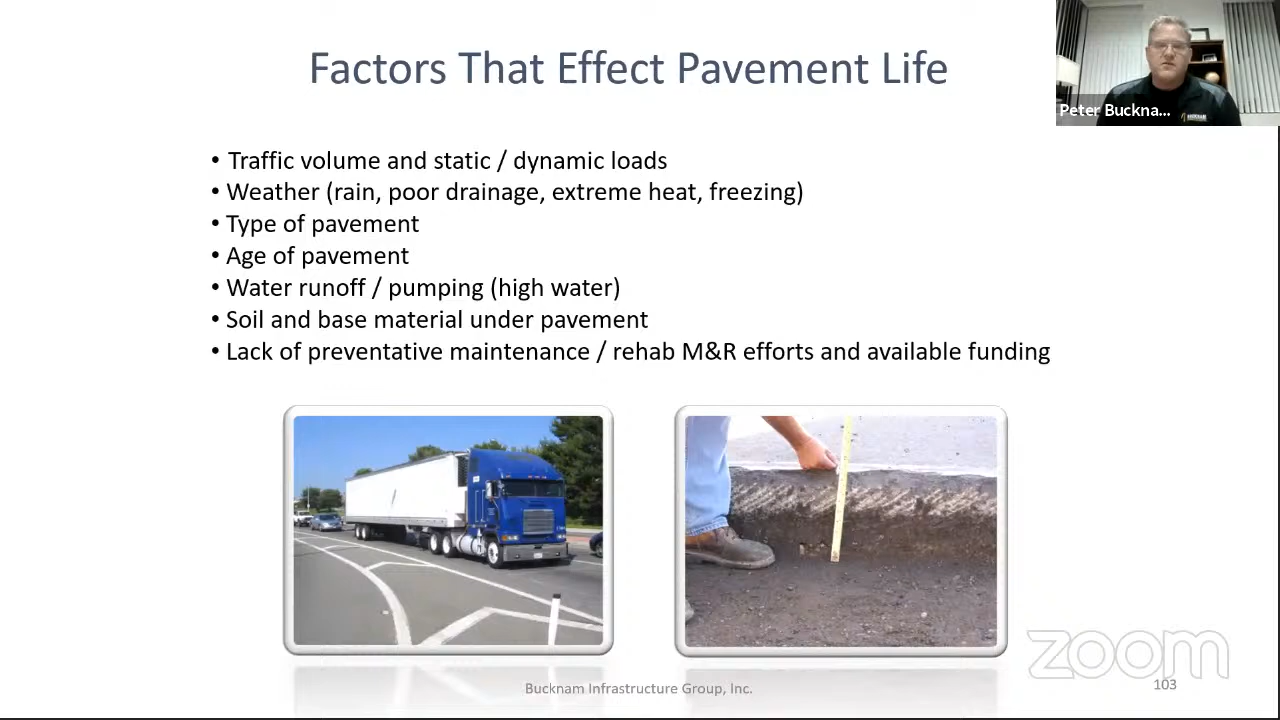 Factors That Effect Pavement Life
Peter Buckna...
• Traffic volume and static / dynamic loads
• Weather (rain, poor drainage, extreme heat, freezing)
• Type of pavement
• Age of pavement
• Water runoff / pumping (high water)
• Soil and base material under pavement
• Lack of preventative maintenance / rehab M&R efforts and available funding
zoom
Bucknam Infrastructure Group, Inc.
103